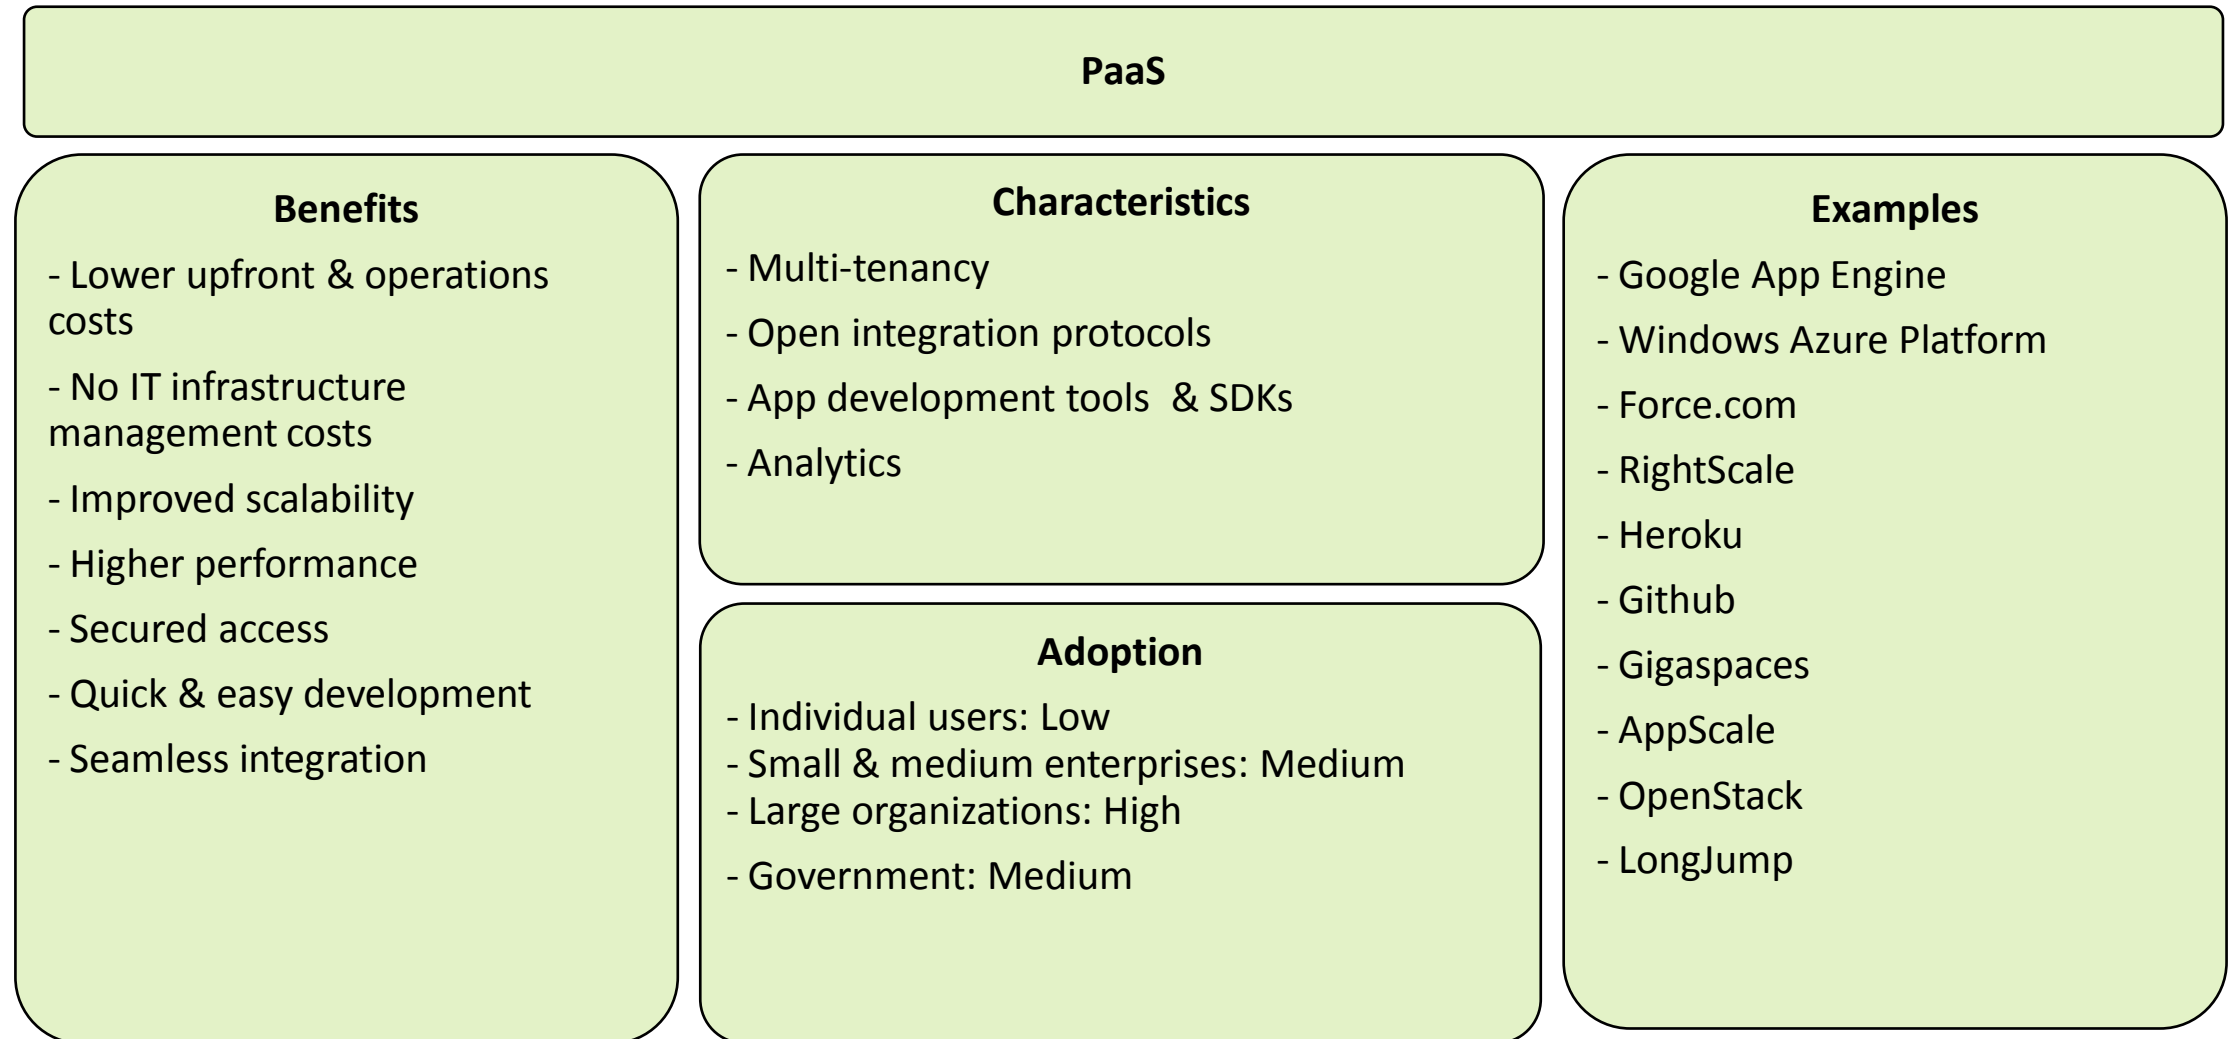 PaaS
Benefits
- Lower upfront & operations
costs
- No IT infrastructure
management costs
- Improved scalability
- Higher performance
- Secured access
- Quick & easy development
- Seamless integration
Characteristics
- Multi-tenancy
- Open integration protocols
- App development tools  & SDKs
- Analytics
Adoption
- Individual users: Low
- Small & medium enterprises: Medium
- Large organizations: High
- Government: Medium
Examples
- Google App Engine
- Windows Azure Platform
- Force.com
- RightScale
- Heroku
- Github
- Gigaspaces
- AppScale
- OpenStack
- LongJump